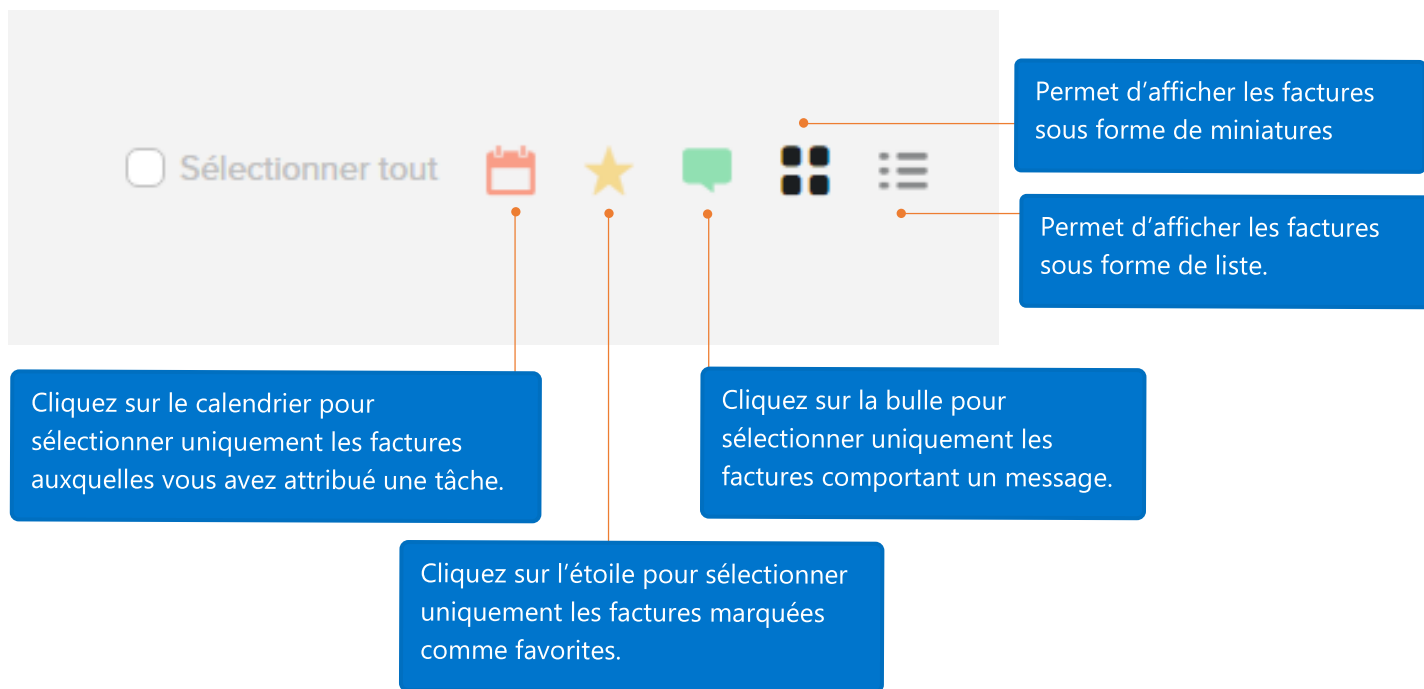 Permet d’afficher les factures
sous forme de miniatures
Sélectionner tout
Permet d’afficher les factures
sous forme de liste.
Cliquez sur le calendrier pour
sélectionner uniquement les factures
auxquelles vous avez attribué une tâche.
Cliquez sur la bulle pour
sélectionner uniquement les
factures comportant un message.
Cliquez sur l’étoile pour sélectionner
uniquement les factures marquées
comme favorites.